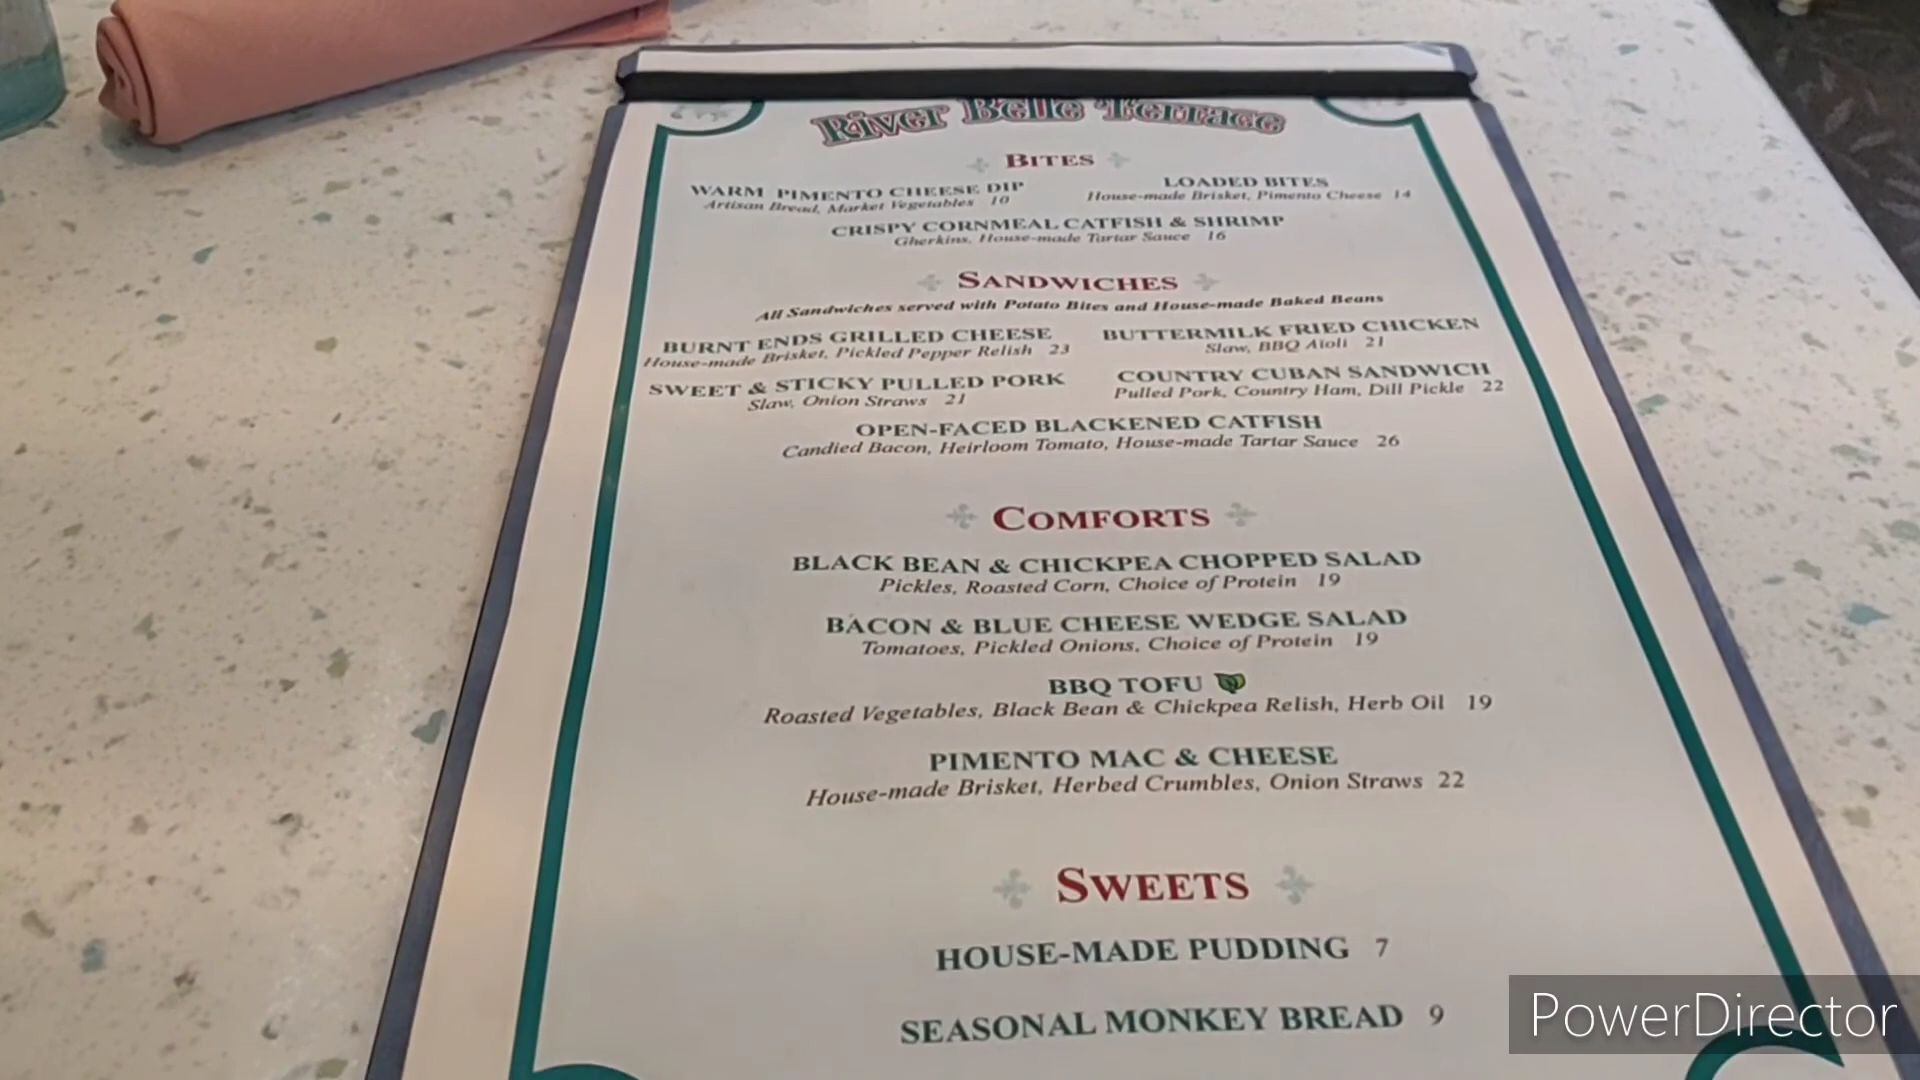 River Belle Terrace
BITES
WARM PIMENTO CHEESE DIP
Artisan Bread, Market Vegetables 10
LOADED BITES
House-made Brisket, Pimento Cheese 14
CRISPY CORNMEAL CATFISH & SHRIMP
Gherkins, House-made Tartar Sauce 16
SANDWICHES
All Sandwiches served with Potato Bites and House-made Baked Beans
BURNT ENDS GRILLED CHEESE
House-made Brisket, Pickled Pepper Relish 23
BUTTERMILK FRIED CHICKEN
Slaw, BBQ Aioli 21
SWEET & STICKY PULLED PORK
Slaw, Onion Straws 21
COUNTRY CUBAN SANDWICH
Pulled Pork, Country Ham, Dill Pickle 22
OPEN-FACED BLACKENED CATFISH
Candied Bacon, Heirloom Tomato, House-made Tartar Sauce 26
COMFORTS
BLACK BEAN & CHICKPEA CHOPPED SALAD
Pickles, Roasted Corn, Choice of Protein 19
BACON & BLUE CHEESE WEDGE SALAD
Tomatoes, Pickled Onions, Choice of Protein 19
BBQ TOFU
Roasted Vegetables, Black Bean & Chickpea Relish, Herb Oil 19
PIMENTO MAC & CHEESE
House-made Brisket, Herbed Crumbles, Onion Straws 22
SWEETS
HOUSE-MADE PUDDING 7
SEASONAL MONKEY BREAD 9
PowerDirector